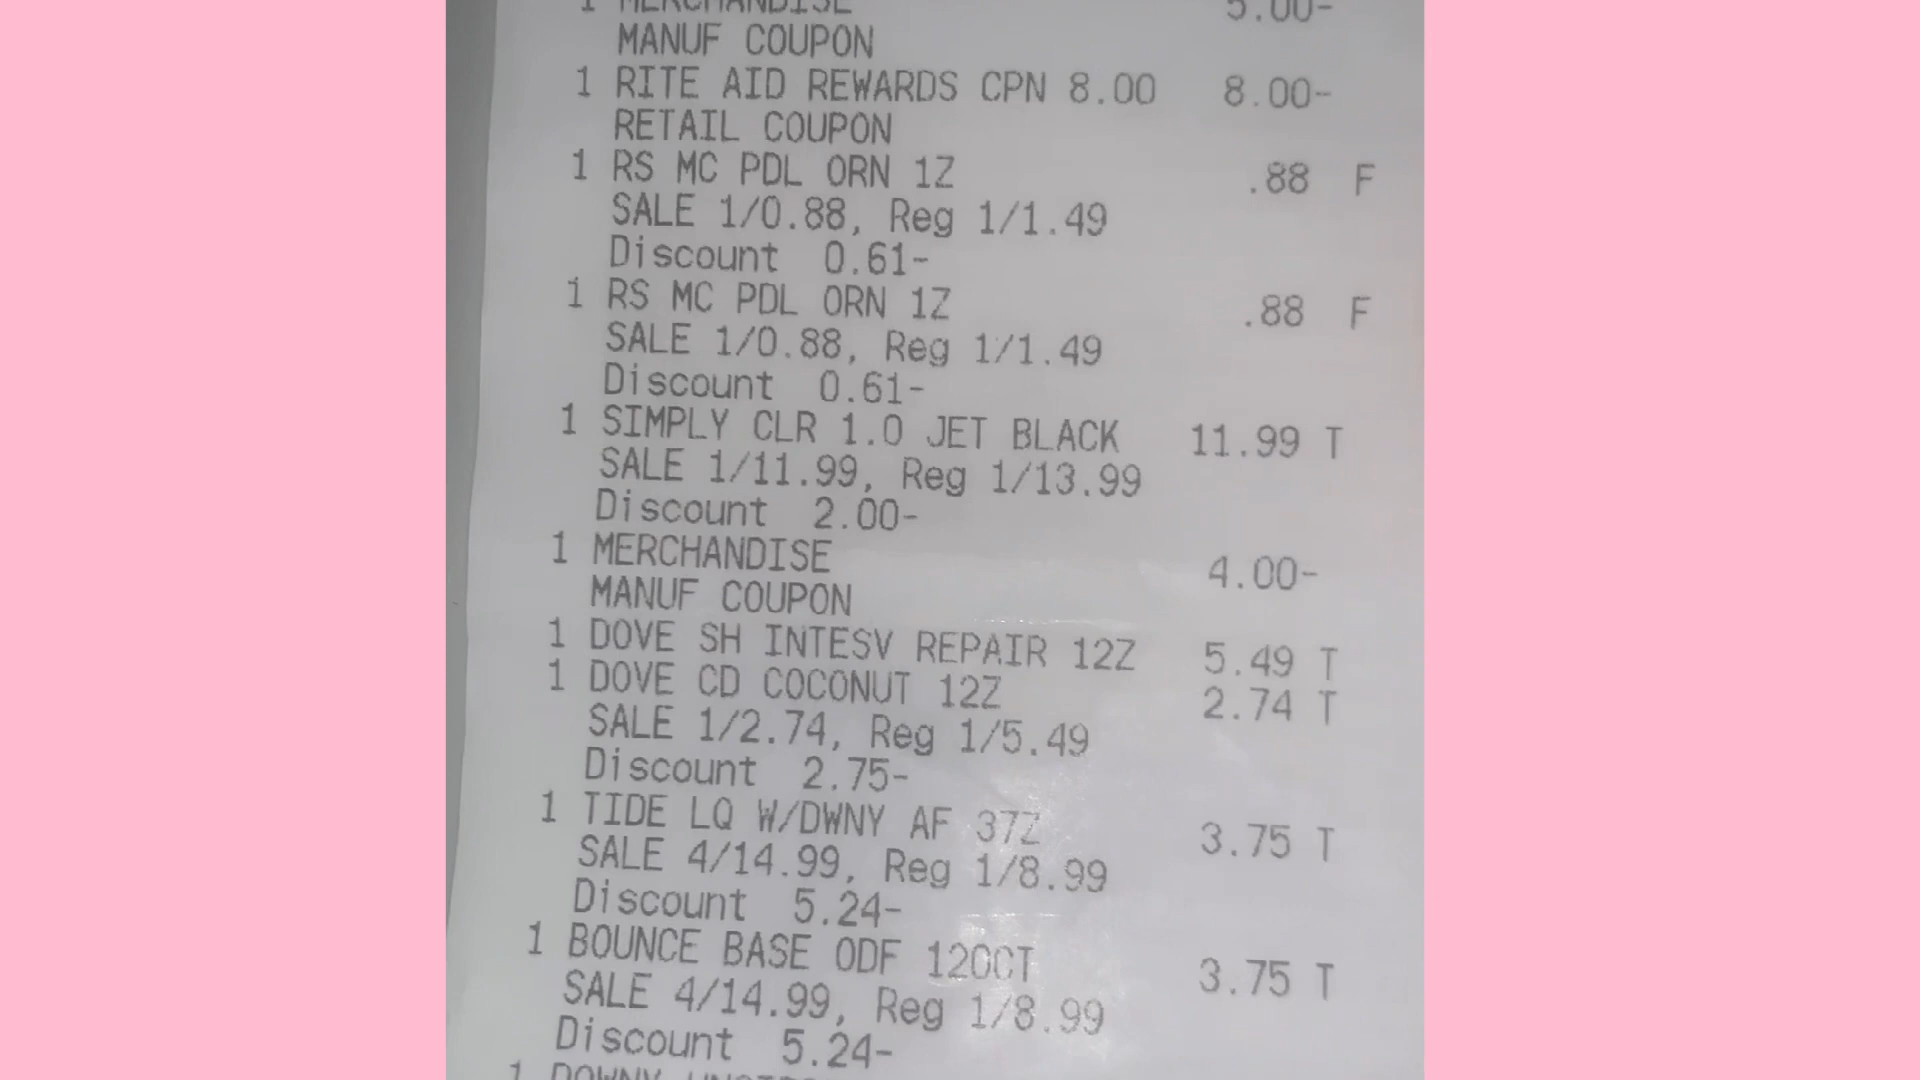 1 MERCHANDISE 5.00-
MANUF COUPON
1 RITE AID REWARDS CPN 8.00 8.00-
RETAIL COUPON
1 RS MC PDL ORN 1Z .88 F
SALE 1/0.88, Reg 1/1.49
Discount 0.61-
1 RS MC PDL ORN 1Z .88 F
SALE 1/0.88, Reg 1/1.49
Discount 0.61-
1 SIMPLY CLR 1.0 JET BLACK 11.99 T
SALE 1/11.99, Reg 1/13.99
Discount 2.00-
1 MERCHANDISE 4.00-
MANUF COUPON
1 DOVE SH INTESV REPAIR 12Z 5.49 T
1 DOVE CD COCONUT 12Z 2.74 T
SALE 1/2.74, Reg 1/5.49
Discount 2.75-
1 TIDE LQ W/DWNY AF 37Z 3.75 T
SALE 4/14.99, Reg 1/8.99
Discount 5.24-
1 BOUNCE BASE ODF 120CT 3.75 T
SALE 4/14.99, Reg 1/8.99
Discount 5.24-
1 DOWNY